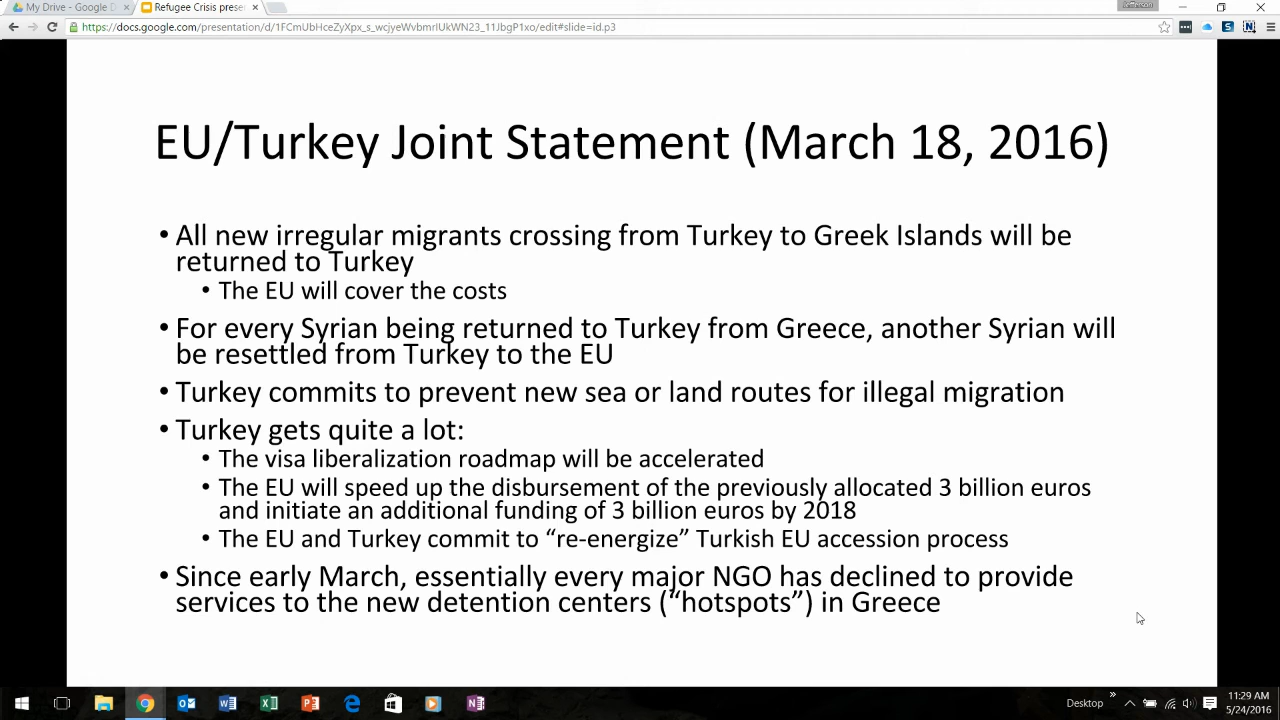 My Drive - Google D
Refugee Crisis prese
Jefferson
https://docs.google.com/presentation/d/1FCmUbHceZyXpx_s_wcjyeWvbmrIUkWN23_11JbgP1xo/edit#slide=id.p3
EU/Turkey Joint Statement (March 18, 2016)
• All new irregular migrants crossing from Turkey to Greek Islands will be
returned to Turkey
• The EU will cover the costs
• For every Syrian being returned to Turkey from Greece, another Syrian will
be resettled from Turkey to the EU
• Turkey commits to prevent new sea or land routes for illegal migration
• Turkey gets quite a lot:
• The visa liberalization roadmap will be accelerated
• The EU will speed up the disbursement of the previously allocated 3 billion euros
and initiate an additional funding of 3 billion euros by 2018
• The EU and Turkey commit to “re-energize” Turkish EU accession process
• Since early March, essentially every major NGO has declined to provide
services to the new detention centers (“hotspots”) in Greece
Desktop
11:29 AM
5/24/2016